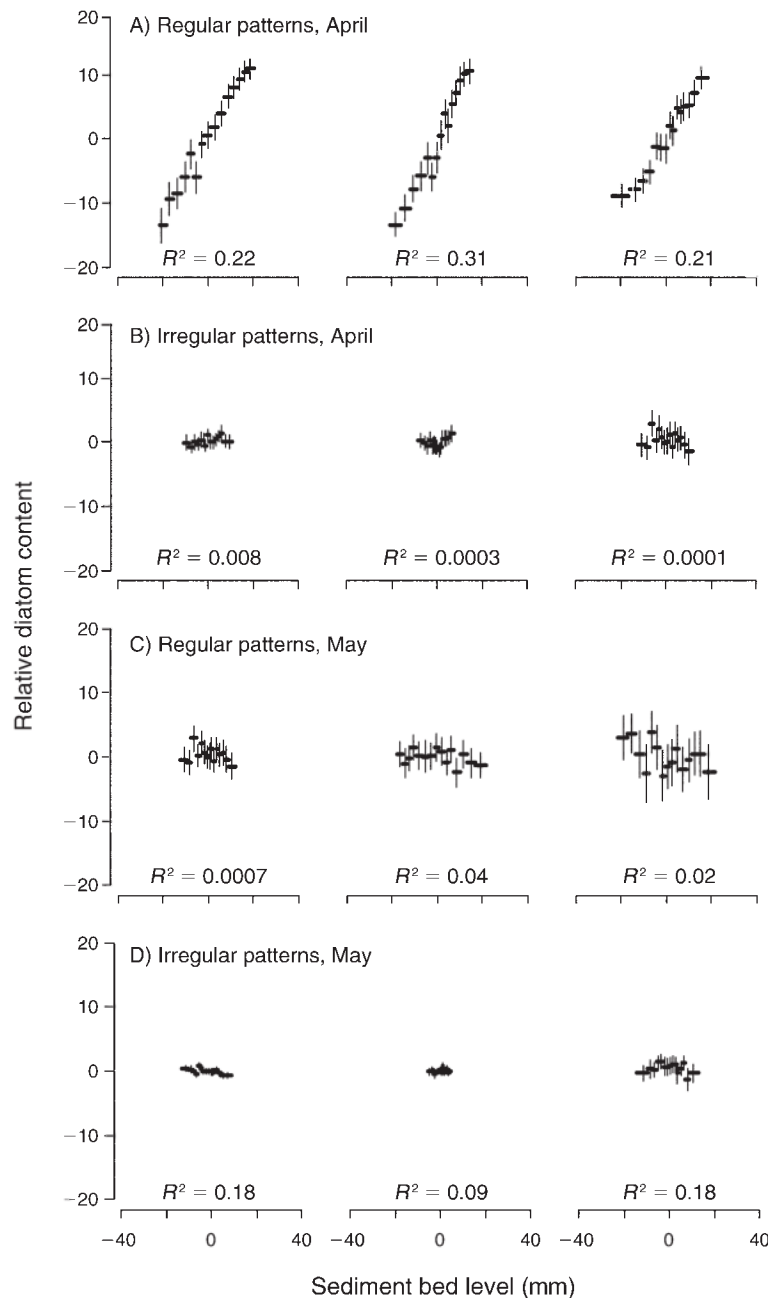 A) Regular patterns, April
20
10
0
−10
−20
R² = 0.22
R² = 0.31
R² = 0.21
B) Irregular patterns, April
20
10
0
−10
−20
R² = 0.008
R² = 0.0003
R² = 0.0001
C) Regular patterns, May
20
10
0
−10
−20
R² = 0.0007
R² = 0.04
R² = 0.02
D) Irregular patterns, May
20
10
0
−10
−20
R² = 0.18
R² = 0.09
R² = 0.18
−40 0 40 −40 0 40 −40 0 40
Relative diatom content
Sediment bed level (mm)